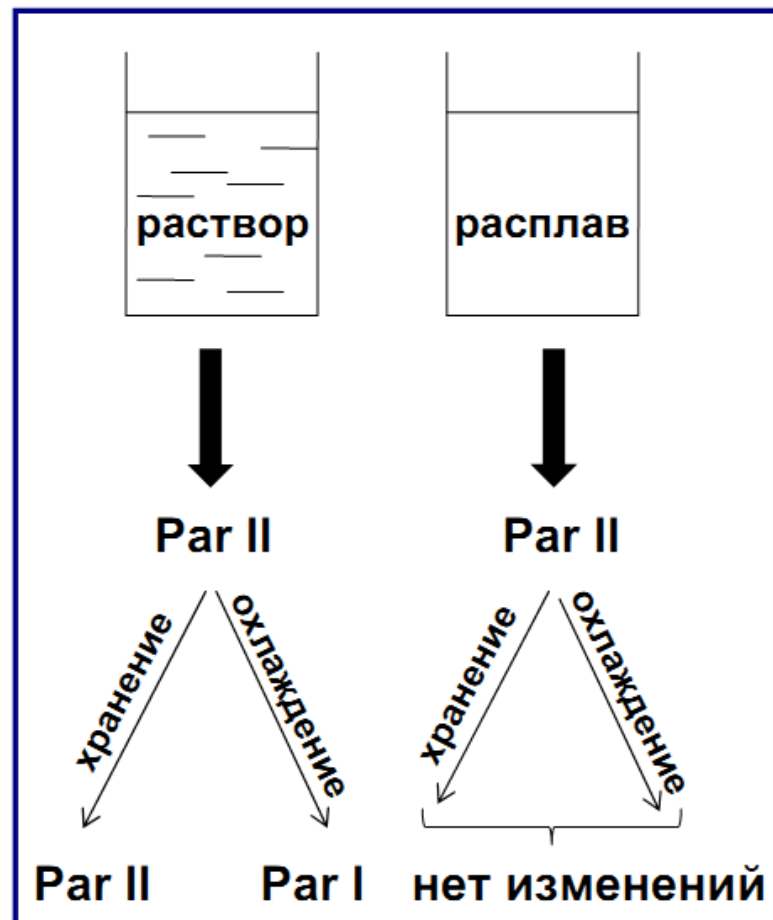 раствор
расплав
Par II
Par II
хранение
охлаждение
хранение
охлаждение
Par II
Par I
нет изменений